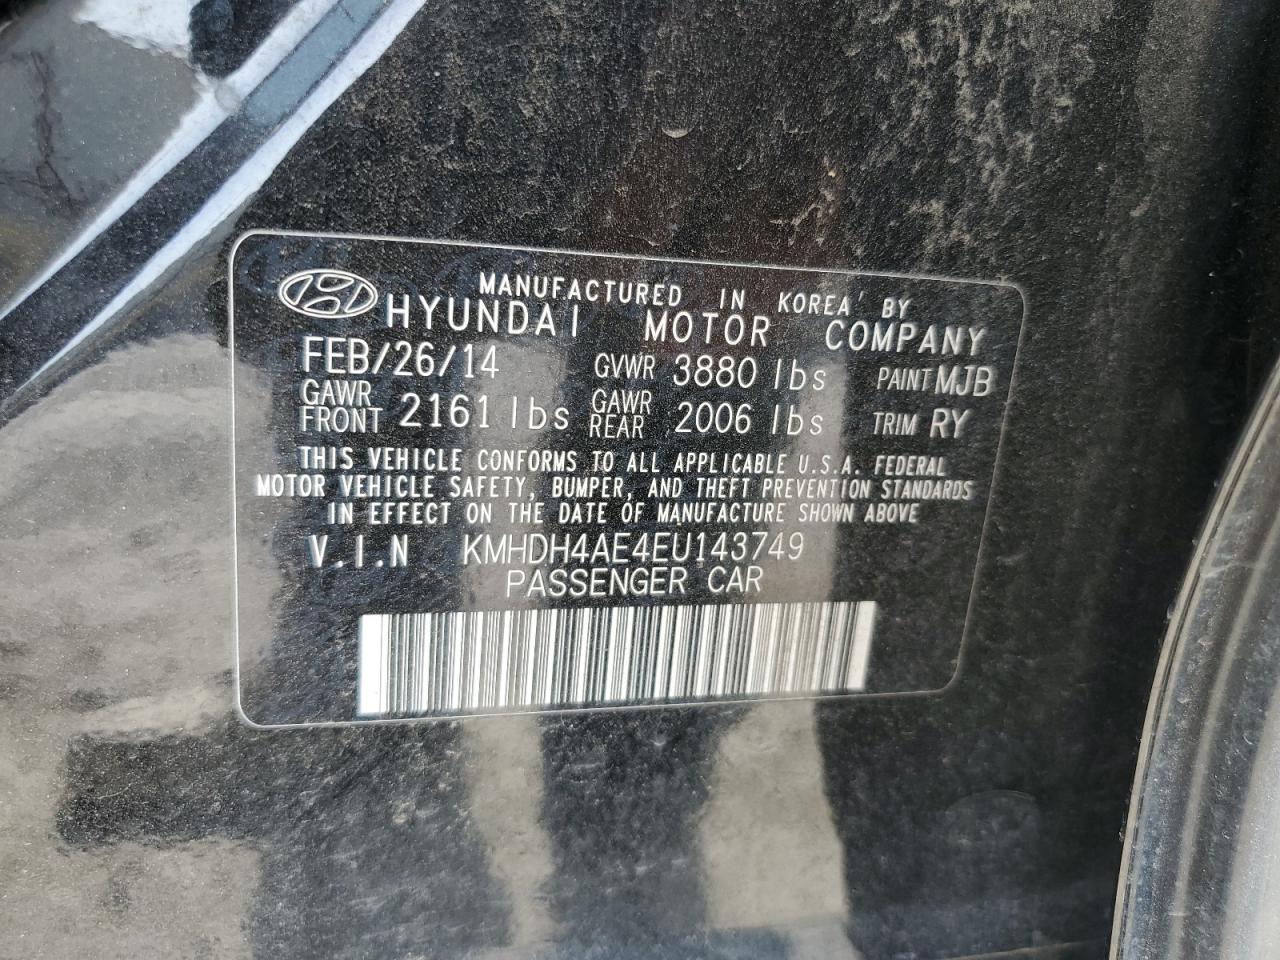 MANUFACTURED IN KOREA BY
HYUNDAI MOTOR COMPANY
FEB/26/14 GVWR 3880 lbs PAINT MJB
GAWR FRONT 2161 lbs GAWR REAR 2006 lbs TRIM RY
THIS VEHICLE CONFORMS TO ALL APPLICABLE U.S.A. FEDERAL
MOTOR VEHICLE SAFETY, BUMPER, AND THEFT PREVENTION STANDARDS
IN EFFECT ON THE DATE OF MANUFACTURE SHOWN ABOVE
V.I.N KMHDH4AE4EU143749
PASSENGER CAR